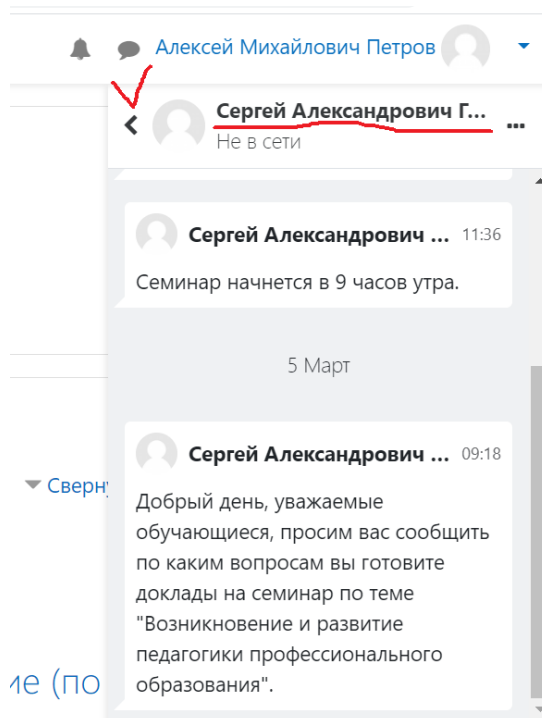 Алексей Михайлович Петров
Сергей Александрович Г...
Не в сети
Сергей Александрович ... 11:36
Семинар начнется в 9 часов утра.
5 Март
Сергей Александрович ... 09:18
Сверну
Добрый день, уважаемые
обучающиеся, просим вас сообщить
по каким вопросам вы готовите
доклады на семинар по теме
"Возникновение и развитие
педагогики профессионального
образования".
ие (по